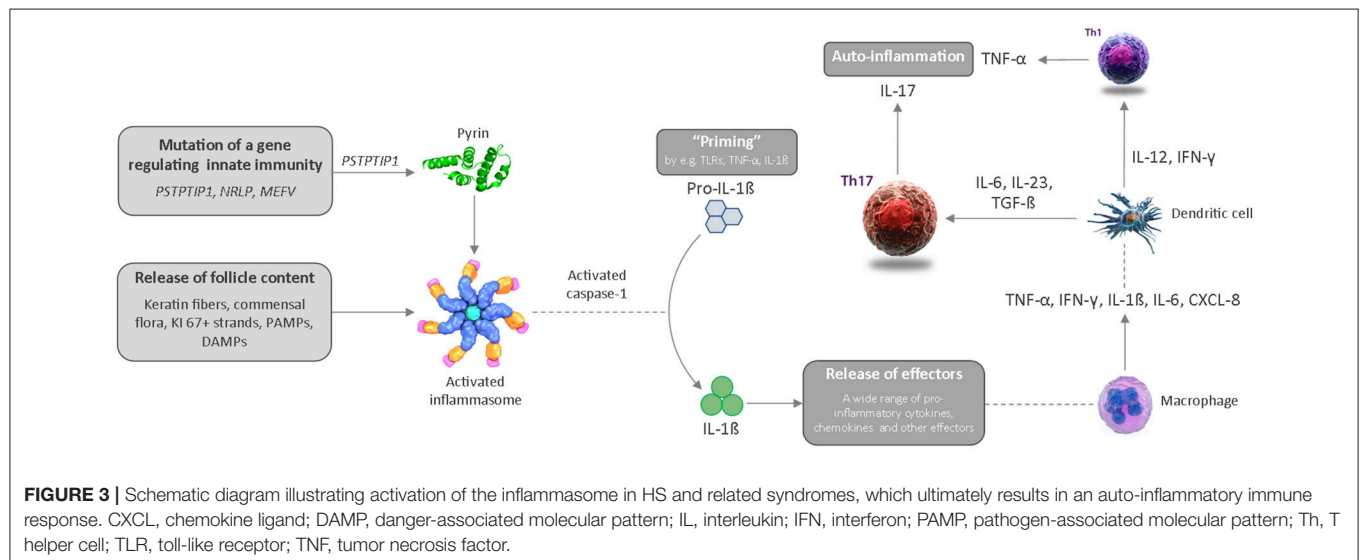 Mutation of a gene
regulating innate immunity
PSTPTIP1, NRLP, MEFV
PSTPTIP1
Pyrin
Release of follicle content
Keratin fibers, commensal
flora, KI 67+ strands, PAMPs,
DAMPs
Activated
inflammasome
Activated
caspase-1
"Priming"
by e.g. TLRs, TNF-α, IL-1ß
Pro-IL-1ß
IL-1ß
Release of effectors
A wide range of pro-
inflammatory cytokines,
chemokines and other effectors
Macrophage
TNF-α, IFN-γ, IL-1ß, IL-6, CXCL-8
Dendritic cell
IL-6, IL-23,
TGF-ß
IL-12, IFN-γ
Th17
Th1
IL-17
TNF-α
Auto-inflammation
FIGURE 3 | Schematic diagram illustrating activation of the inflammasome in HS and related syndromes, which ultimately results in an auto-inflammatory immune
response. CXCL, chemokine ligand; DAMP, danger-associated molecular pattern; IL, interleukin; IFN, interferon; PAMP, pathogen-associated molecular pattern; Th, T
helper cell; TLR, toll-like receptor; TNF, tumor necrosis factor.